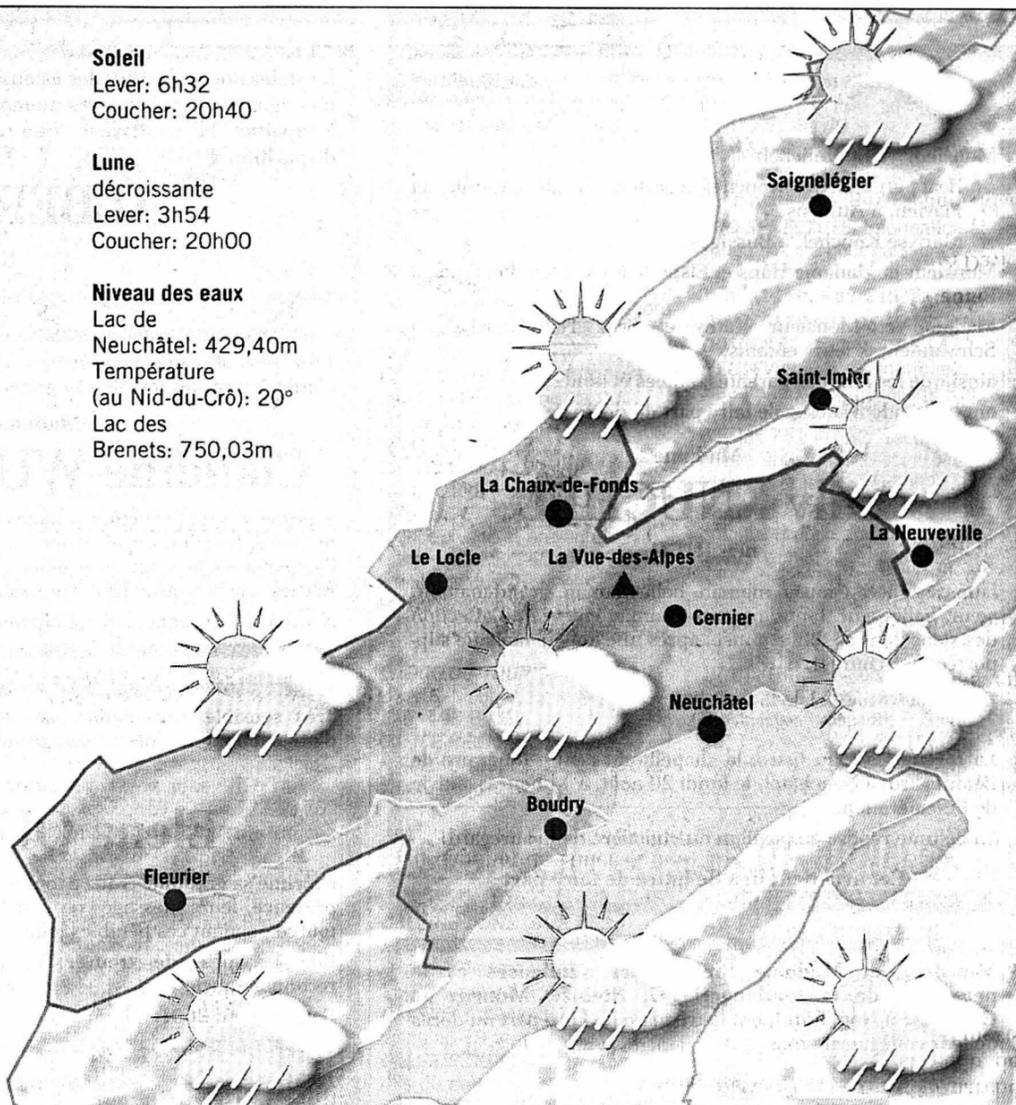 Soleil
Lever: 6h32
Coucher: 20h40
Lune
décroissante
Lever: 3h54
Coucher: 20h00
Niveau des eaux
Lac de
Neuchâtel: 429,40m
Température
(au Nid-du-Crô): 20°
Lac des
Brenets: 750,03m
Saignelégier
Saint-Imier
La Chaux-de-Fonds
La Neuveville
Le Locle
La Vue-des-Alpes
Cernier
Neuchâtel
Boudry
Fleurier